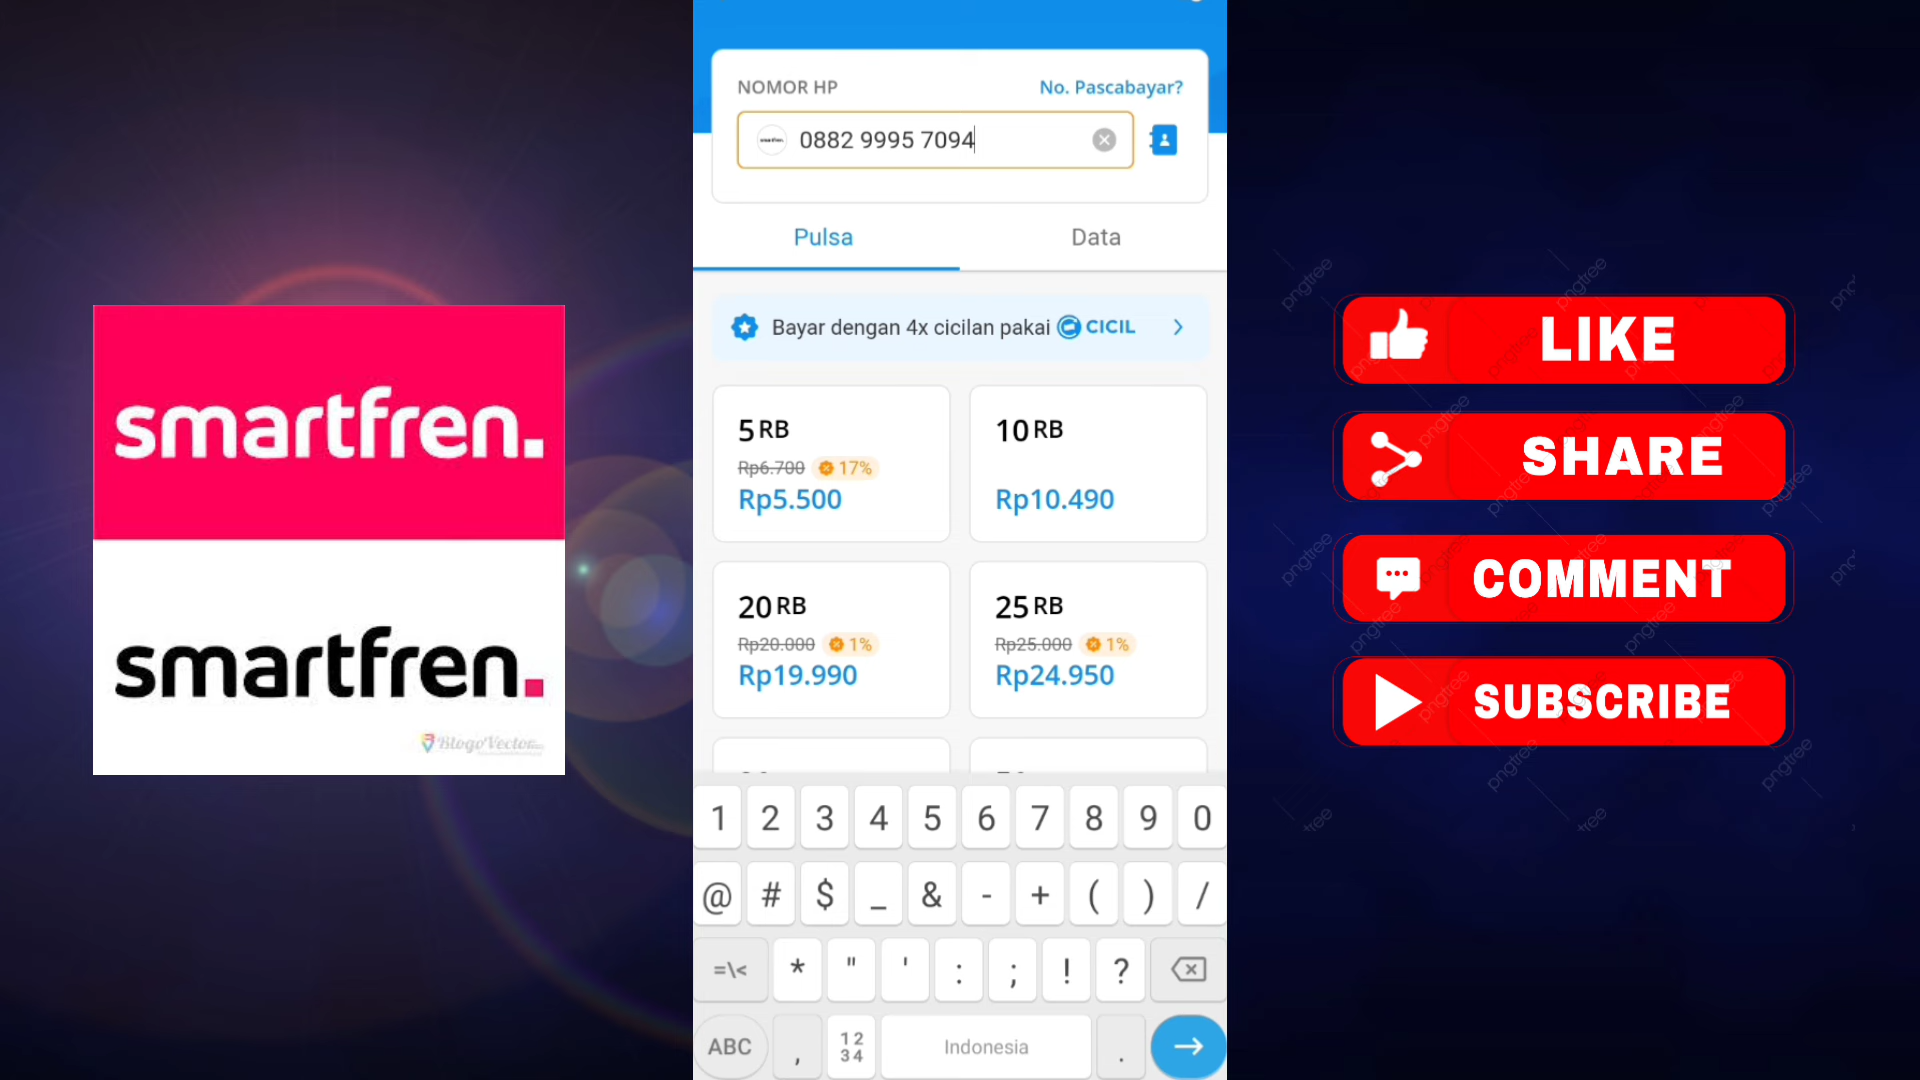 smartfren.
smartfren.
BlogoVector
NOMOR HP
No. Pascabayar?
smartfren.
0882 9995 7094
Pulsa
Data
Bayar dengan 4x cicilan pakai CICIL
5 RB
Rp6.700 17%
Rp5.500
10 RB
Rp10.490
20 RB
Rp20.000 1%
Rp19.990
25 RB
Rp25.000 1%
Rp24.950
1 2 3 4 5 6 7 8 9 0
@ # $ _ & - + ( ) /
=\< * " ' : ; ! ?
ABC , 12 34 Indonesia .
LIKE
SHARE
COMMENT
SUBSCRIBE
pngtree